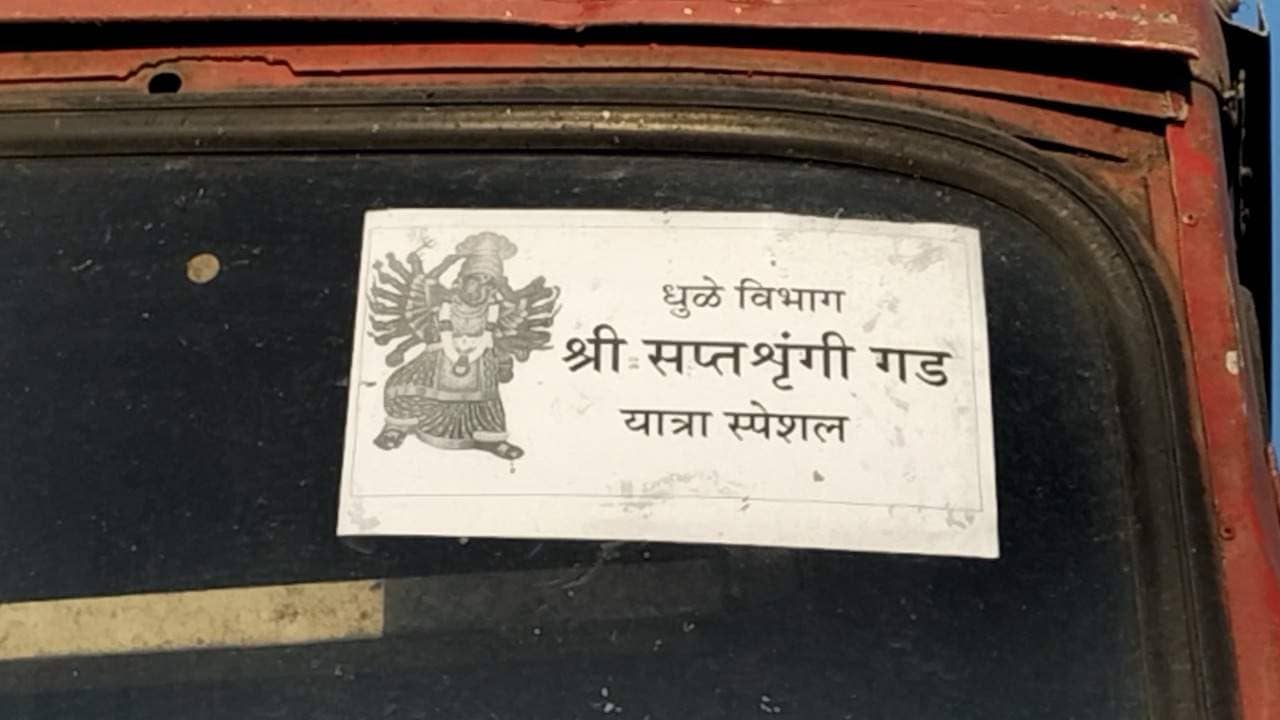 धुळे विभाग
श्री सप्तशृंगी गड
यात्रा स्पेशल